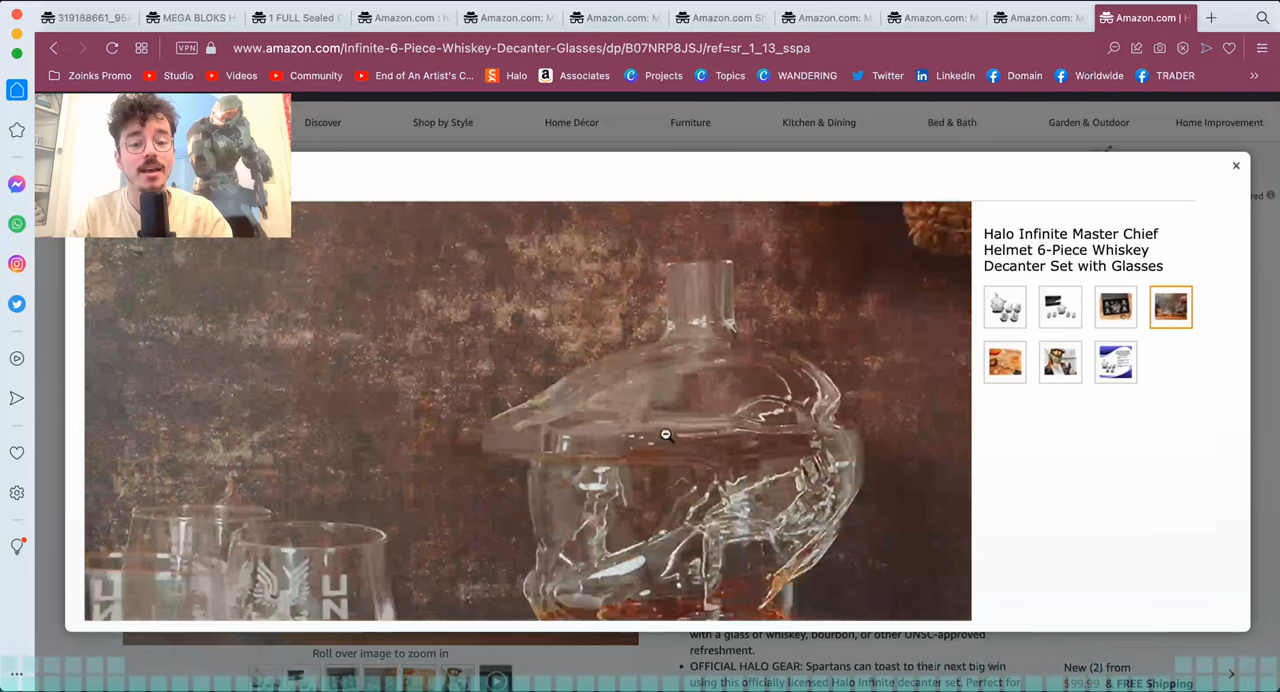 319188661_954
MEGA BLOKS H
1 FULL Sealed C
Amazon.com : h
Amazon.com: M
Amazon.com: M
Amazon.com Sh
Amazon.com: M
Amazon.com: M
Amazon.com: M
Amazon.com | H
VPN
www.amazon.com/Infinite-6-Piece-Whiskey-Decanter-Glasses/dp/B07NRP8JSJ/ref=sr_1_13_sspa
Zoinks Promo Studio Videos Community End of An Artist's C... Halo Associates Projects Topics WANDERING Twitter LinkedIn Domain Worldwide TRADER
Discover Shop by Style Home Décor Furniture Kitchen & Dining Bed & Bath Garden & Outdoor Home Improvement
Halo Infinite Master Chief
Helmet 6-Piece Whiskey
Decanter Set with Glasses
UN
UN
with a glass of whiskey, bourbon, or other UNSC-approved
refreshment.
Roll over image to zoom in
• OFFICIAL HALO GEAR: Spartans can toast to their next big win
using this officially licensed Halo Infinite decanter set. Perfect for
New (2) from
$99.99 & FREE Shipping